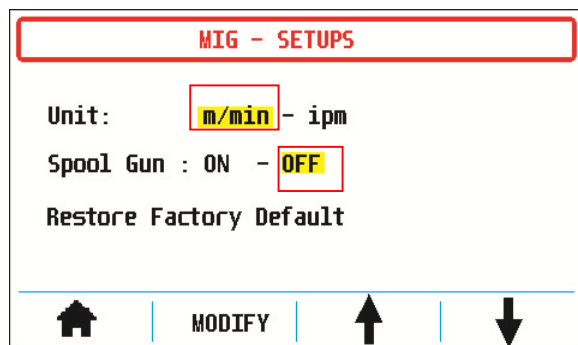 MIG - SETUPS
Unit: m/min - ipm
Spool Gun : ON - OFF
Restore Factory Default
MODIFY